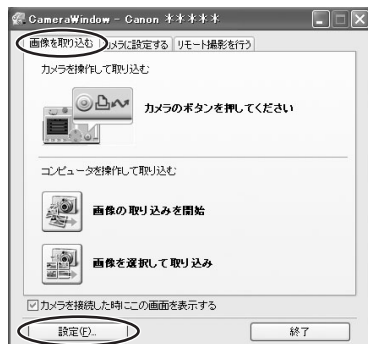 CameraWindow - Canon ＊＊＊＊＊
画像を取り込む カメラに設定する リモート撮影を行う
カメラを操作して取り込む
カメラのボタンを押してください
コンピュータを操作して取り込む
画像の取り込みを開始
画像を選択して取り込み
カメラを接続した時にこの画面を表示する
設定(F)... 終了